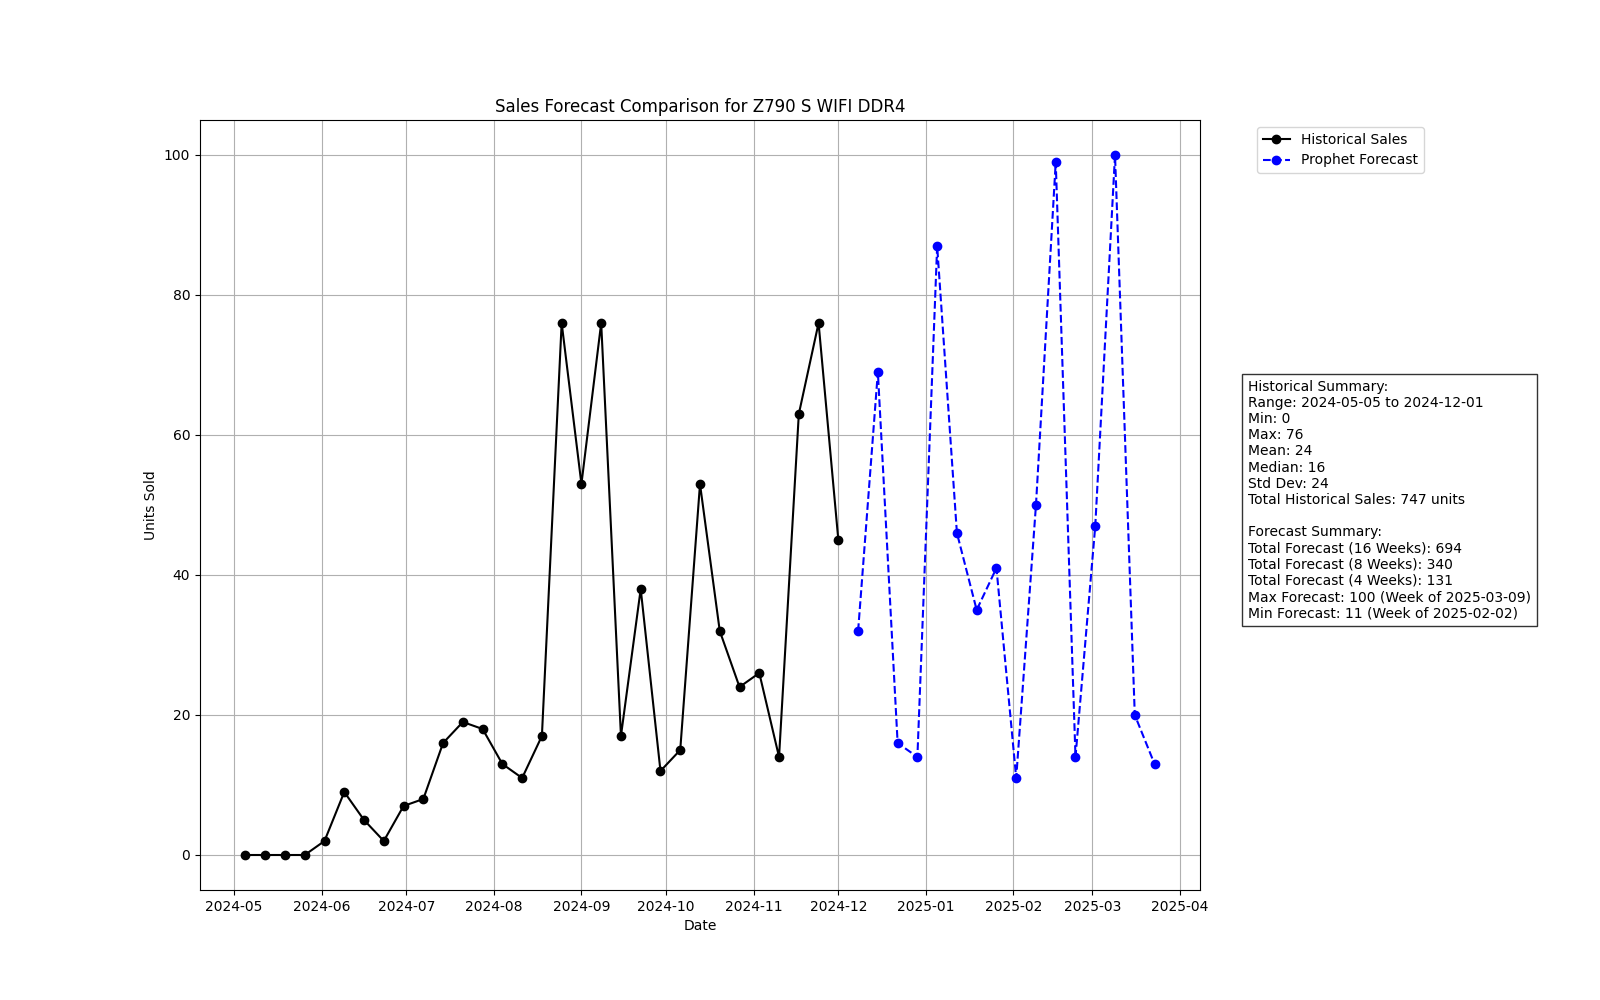 Sales Forecast Comparison for Z790 S WIFI DDR4
Historical Sales
Prophet Forecast
100
80
60
40
20
0
Units Sold
2024-05 2024-06 2024-07 2024-08 2024-09 2024-10 2024-11 2024-12 2025-01 2025-02 2025-03 2025-04
Date
Historical Summary:
Range: 2024-05-05 to 2024-12-01
Min: 0
Max: 76
Mean: 24
Median: 16
Std Dev: 24
Total Historical Sales: 747 units
Forecast Summary:
Total Forecast (16 Weeks): 694
Total Forecast (8 Weeks): 340
Total Forecast (4 Weeks): 131
Max Forecast: 100 (Week of 2025-03-09)
Min Forecast: 11 (Week of 2025-02-02)